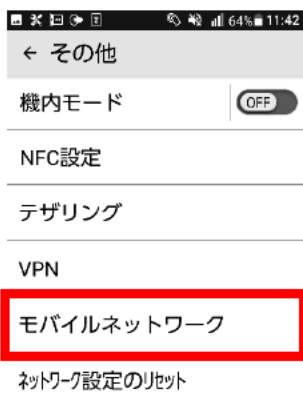 64% 11:42
← その他
機内モード OFF
NFC設定
テザリング
VPN
モバイルネットワーク
ﾈｯﾄﾜｰｸ設定のﾘｾｯﾄ